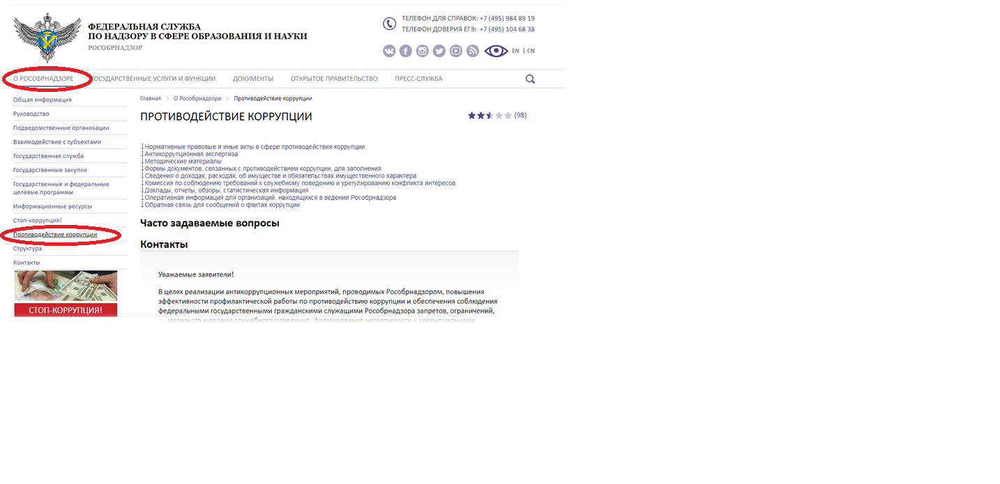 ФЕДЕРАЛЬНАЯ СЛУЖБА
ПО НАДЗОРУ В СФЕРЕ ОБРАЗОВАНИЯ И НАУКИ
РОСОБРНАДЗОР
ТЕЛЕФОН ДЛЯ СПРАВОК: +7 (495) 984 89 19
ТЕЛЕФОН ДОВЕРИЯ ЕГЭ: +7 (495) 104 68 38
EN | CN
О РОСОБРНАДЗОРЕ ГОСУДАРСТВЕННЫЕ УСЛУГИ И ФУНКЦИИ ДОКУМЕНТЫ ОТКРЫТОЕ ПРАВИТЕЛЬСТВО ПРЕСС-СЛУЖБА
Общая информация
Руководство
Подведомственные организации
Взаимодействие с субъектами
Государственная служба
Государственные закупки
Государственные и федеральные
целевые программы
Информационные ресурсы
Стоп-коррупция!
Противодействие коррупции
Структура
Контакты
СТОП-КОРРУПЦИЯ!
Главная > О Рособрнадзоре > Противодействие коррупции
ПРОТИВОДЕЙСТВИЕ КОРРУПЦИИ
(98)
↓Нормативные правовые и иные акты в сфере противодействия коррупции
↓Антикоррупционная экспертиза
↓Методические материалы
↓Формы документов, связанных с противодействием коррупции, для заполнения
↓Сведения о доходах, расходах, об имуществе и обязательствах имущественного характера
↓Комиссия по соблюдению требований к служебному поведению и урегулированию конфликта интересов
↓Доклады, отчеты, обзоры, статистическая информация
↓Оперативная информация для организаций, находящихся в ведении Рособрнадзора
↓Обратная связь для сообщений о фактах коррупции
Часто задаваемые вопросы
Контакты
Уважаемые заявители!
В целях реализации антикоррупционных мероприятий, проводимых Рособрнадзором, повышения
эффективности профилактической работы по противодействию коррупции и обеспечения соблюдения
федеральными государственными гражданскими служащими Рособрнадзора запретов, ограничений,
и правил служебного поведения, формирования нетерпимости к коррупционному